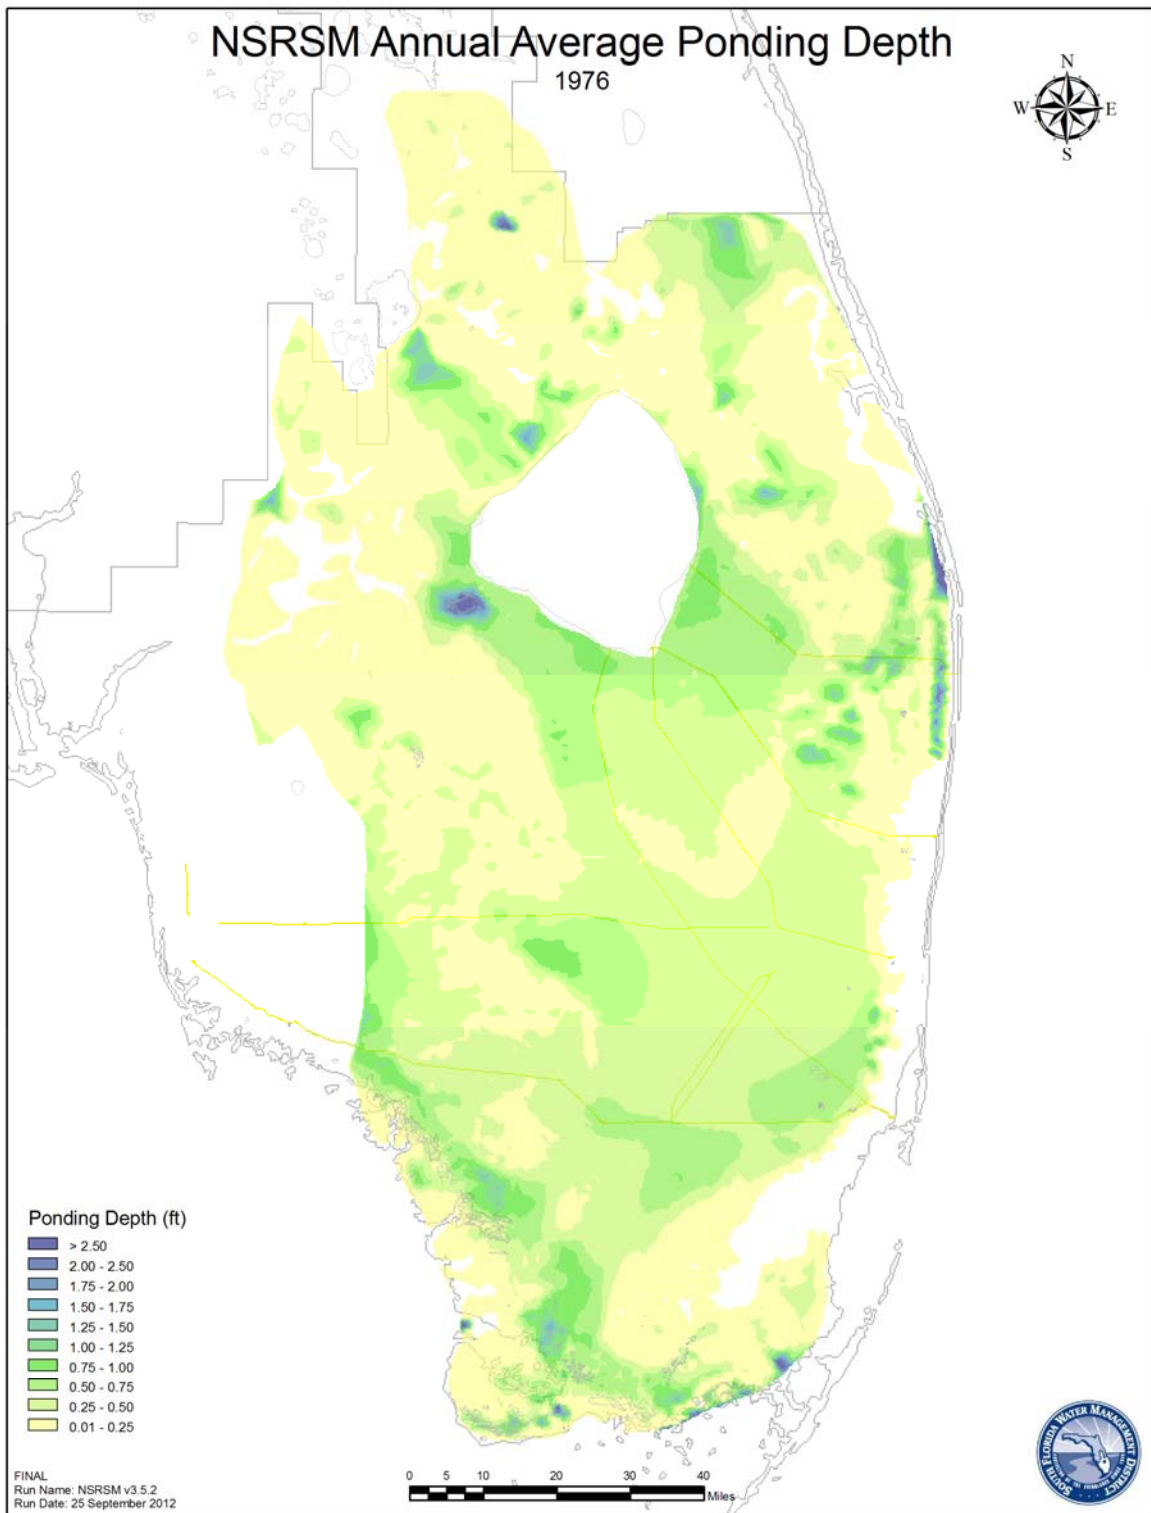 NSRSM Annual Average Ponding Depth
1976
N
W E
S
Ponding Depth (ft)
> 2.50
2.00 - 2.50
1.75 - 2.00
1.50 - 1.75
1.25 - 1.50
1.00 - 1.25
0.75 - 1.00
0.50 - 0.75
0.25 - 0.50
0.01 - 0.25
FINAL
Run Name: NSRSM v3.5.2
Run Date: 25 September 2012
0 5 10 20 30 40
Miles
SOUTH FLORIDA WATER MANAGEMENT DISTRICT